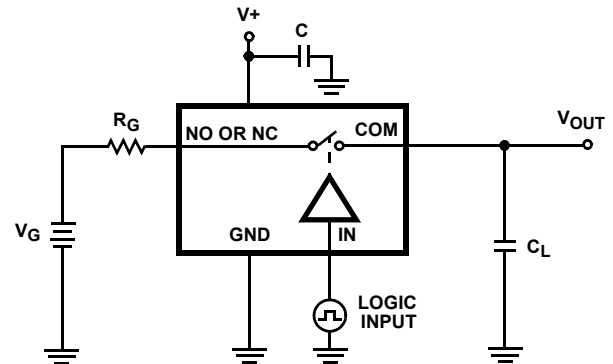 V+
C
RG
NO OR NC
COM
VOUT
VG
GND
IN
CL
LOGIC
INPUT